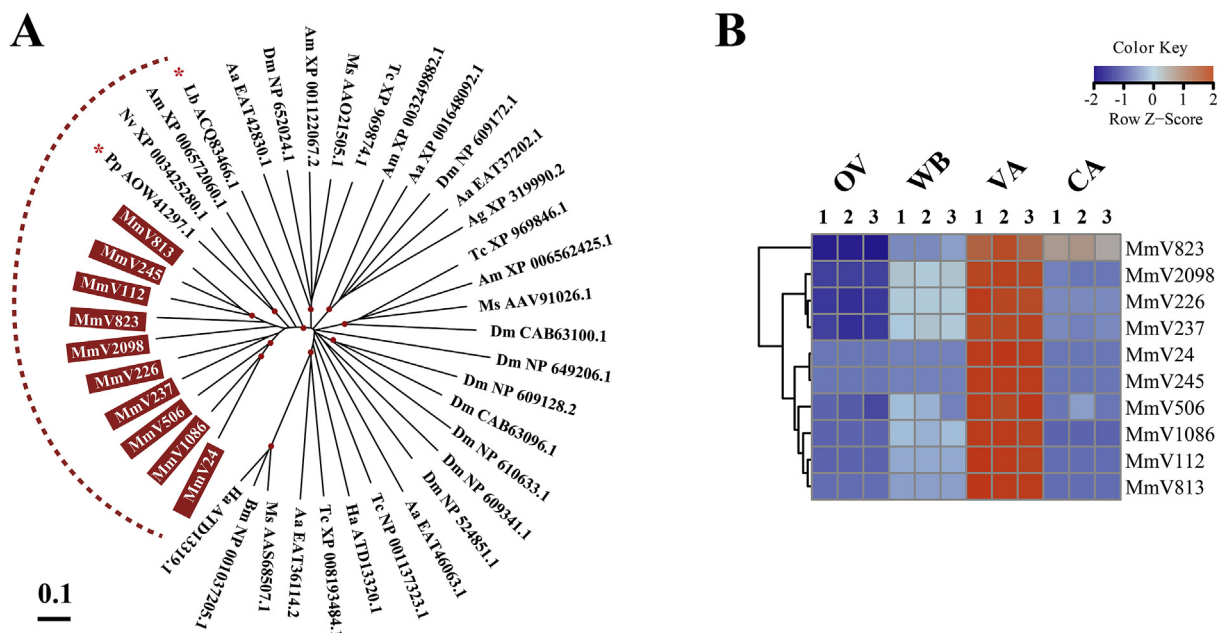 A
* Pp AOW41297.1
Nv XP 003425280.1
Am XP 006572060.1
* Lb ACQ83466.1
Aa EAT42830.1
Dm NP 652024.1
Am XP 001122067.2
Ms AAO21505.1
Tc XP 969874.1
Am XP 003249882.1
Aa XP 001648092.1
Dm NP 609172.1
Aa EAT37202.1
Ag XP 319990.2
Tc XP 969846.1
Am XP 006562425.1
Ms AAV91026.1
Dm CAB63100.1
Dm NP 649206.1
Dm NP 609128.2
Dm CAB63096.1
Dm NP 610633.1
Dm NP 609341.1
Dm NP 524851.1
Aa EAT46063.1
Tc NP 001137323.1
Ha ATD13320.1
Tc XP 008193484.1
Aa EAT36114.2
Ms AAS68507.1
Bm NP 001037205.1
Ha ATD13319.1
MmV813
MmV245
MmV112
MmV823
MmV2098
MmV226
MmV237
MmV506
MmV1086
MmV24
0.1
B
Color Key
-2 -1 0 1 2
Row Z-Score
OV WB VA CA
1 2 3 1 2 3 1 2 3 1 2 3
MmV823
MmV2098
MmV226
MmV237
MmV24
MmV245
MmV506
MmV1086
MmV112
MmV813